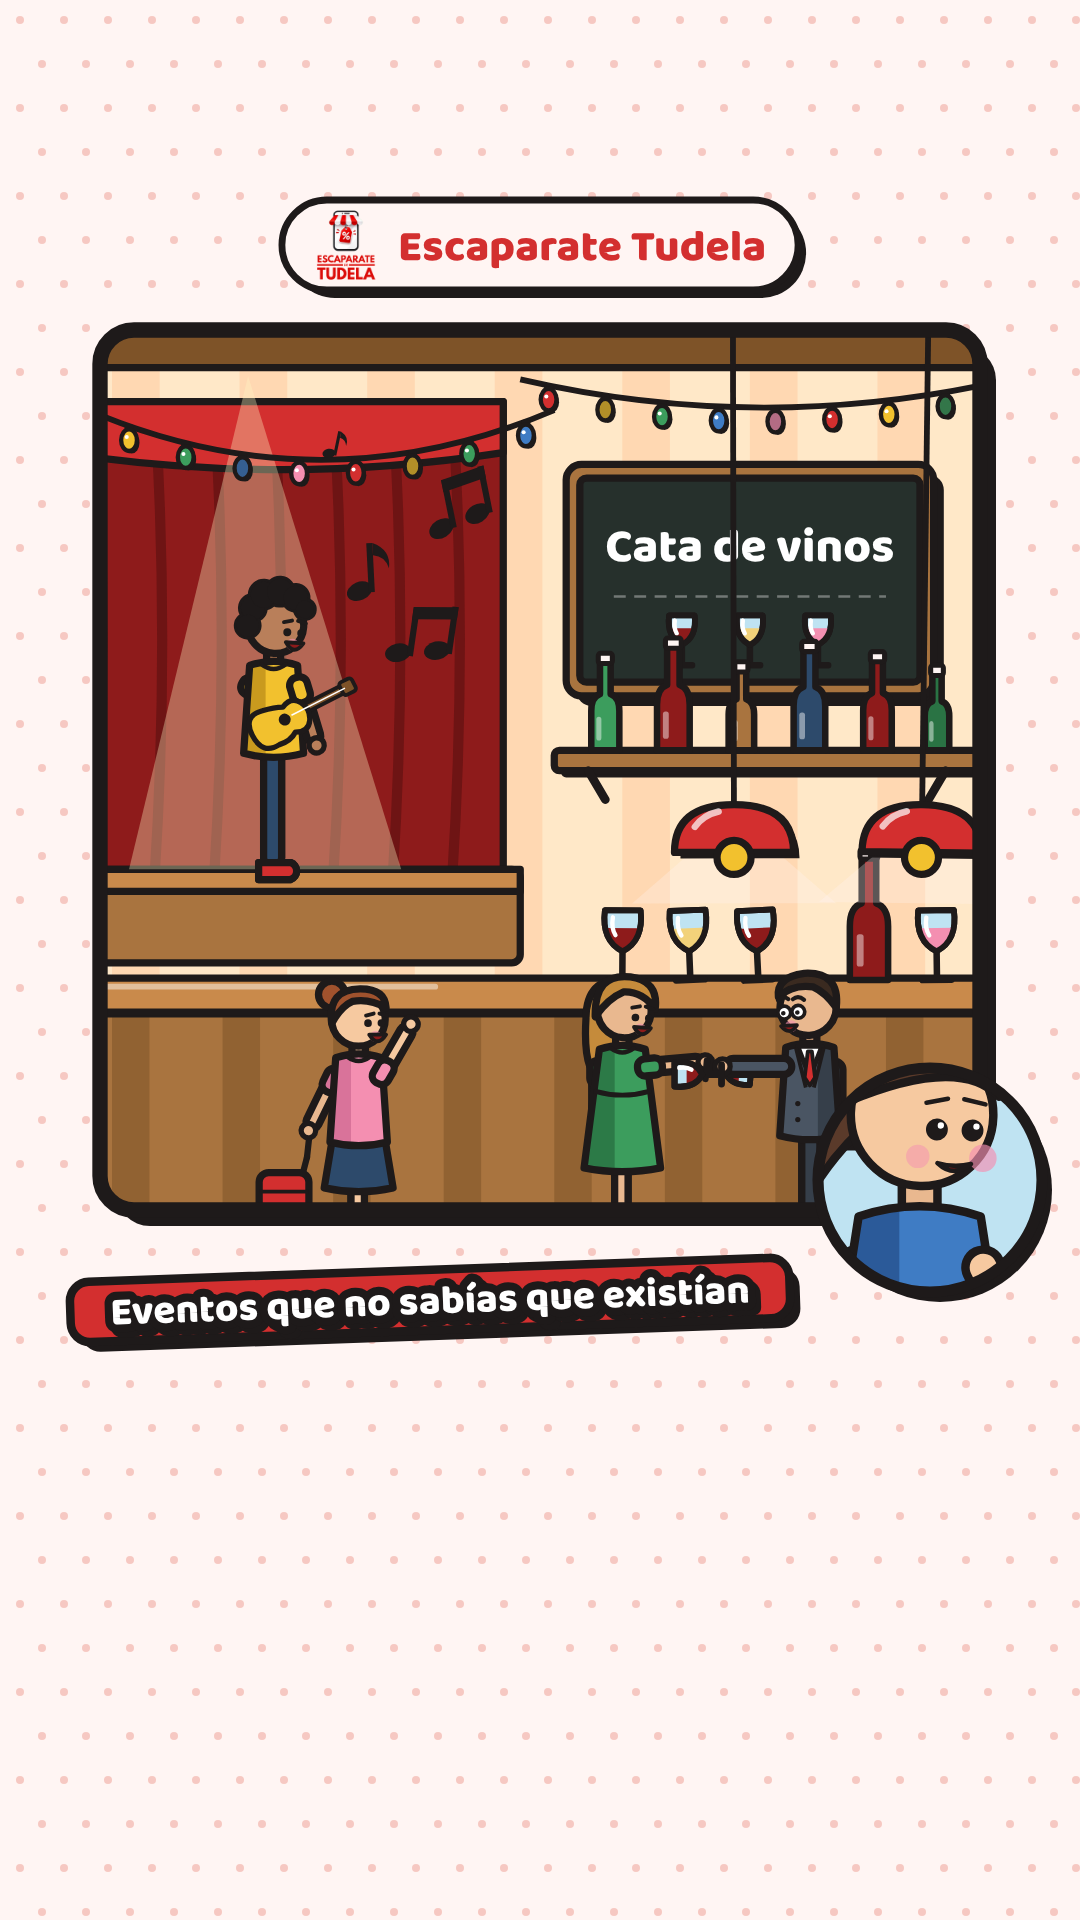 ESCAPARATE
TUDELA
Escaparate Tudela
Cata de vinos
Eventos que no sabías que existían